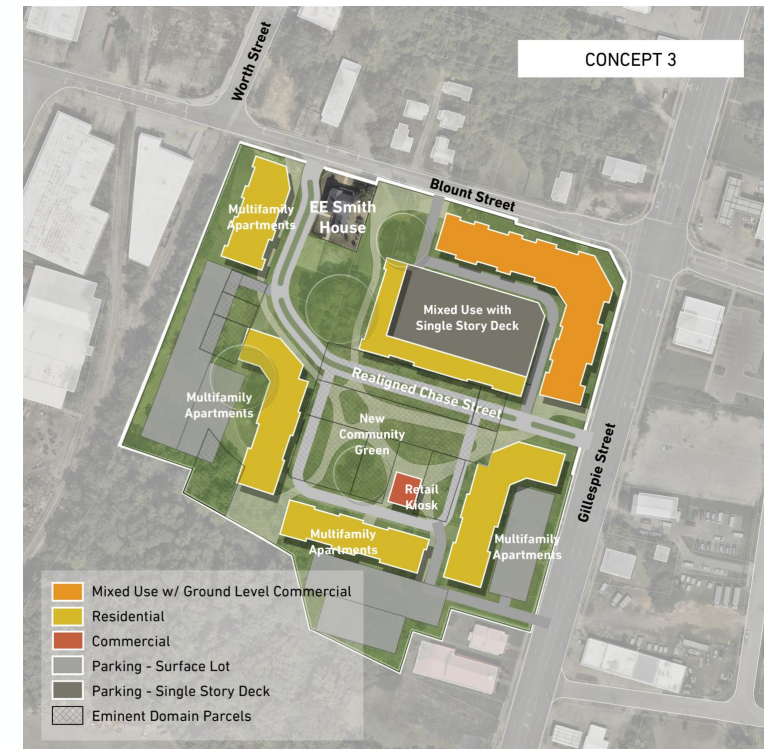 CONCEPT 3
Worth Street
Blount Street
Multifamily
Apartments
EE Smith
House
Mixed Use with
Single Story Deck
Realigned Chase Street
Multifamily
Apartments
New
Community
Green
Gillespie Street
Retail
Kiosk
Multifamily
Apartments
Multifamily
Apartments
Mixed Use w/ Ground Level Commercial
Residential
Commercial
Parking - Surface Lot
Parking - Single Story Deck
Eminent Domain Parcels